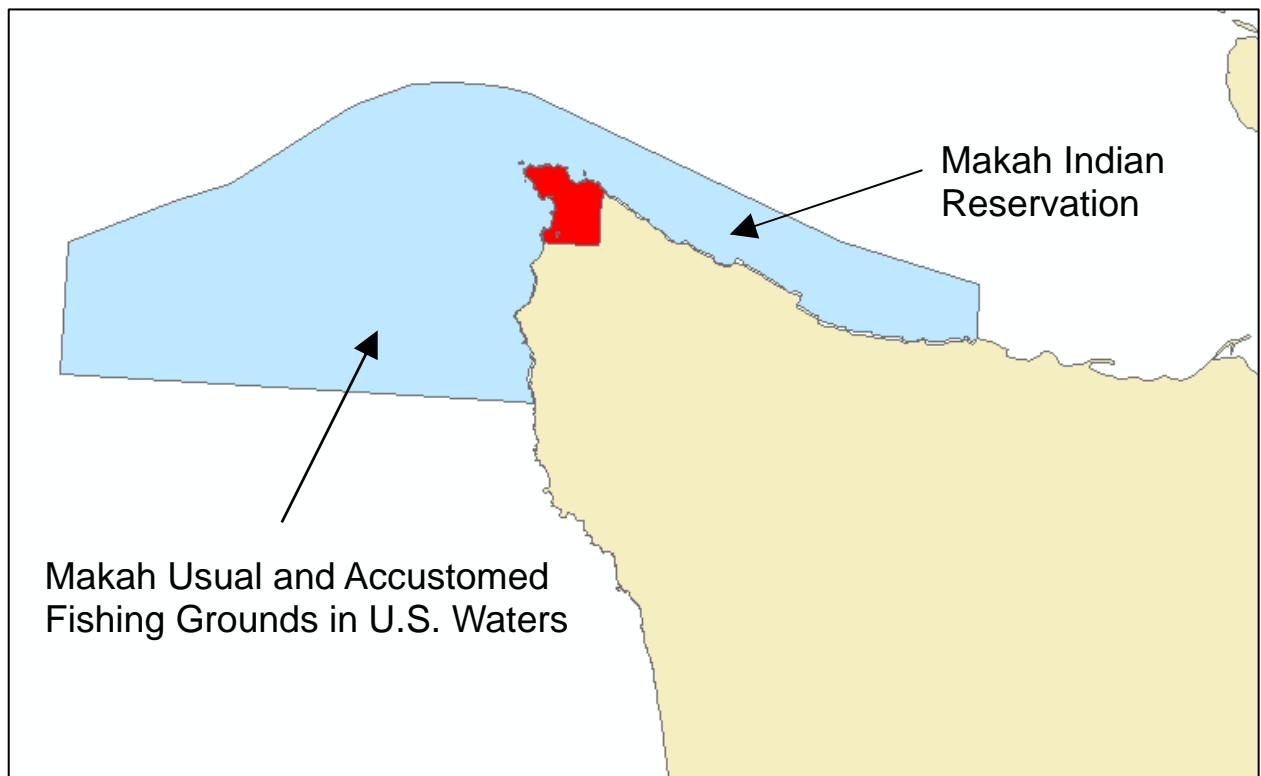 Makah Indian
Reservation
Makah Usual and Accustomed
Fishing Grounds in U.S. Waters